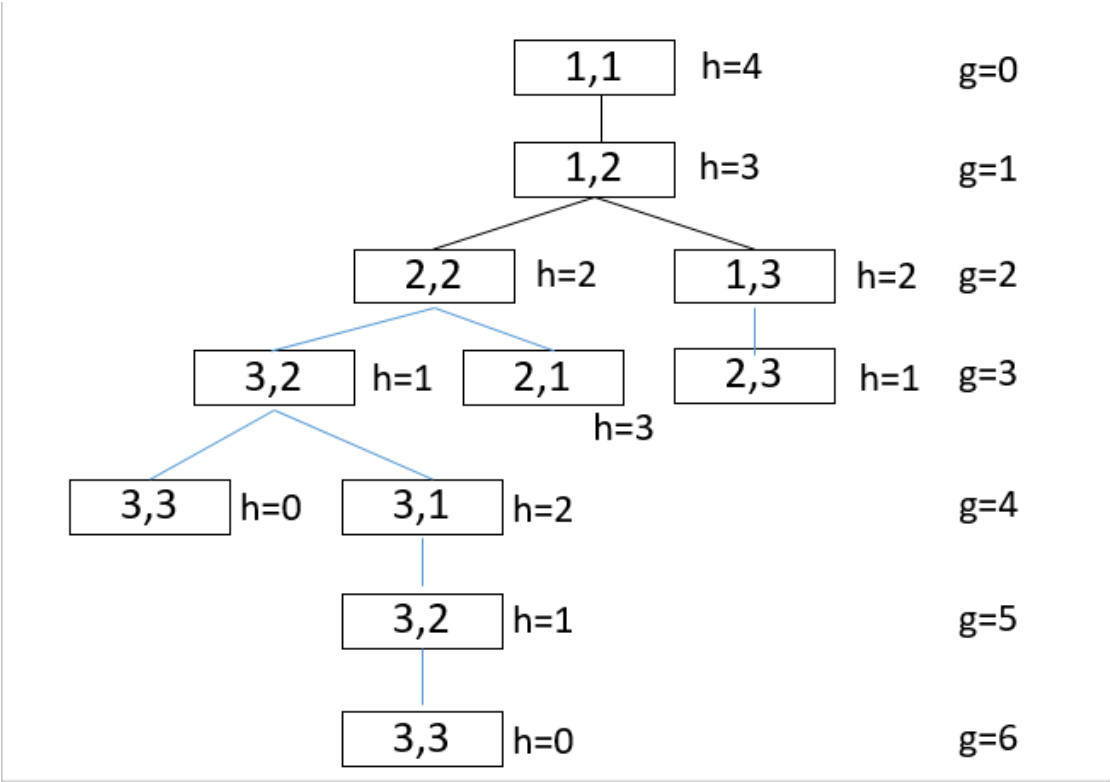 1,1 h=4 g=0
1,2 h=3 g=1
2,2 h=2 1,3 h=2 g=2
3,2 h=1 2,1 2,3 h=1 g=3
h=3
3,3 h=0 3,1 h=2 g=4
3,2 h=1 g=5
3,3 h=0 g=6